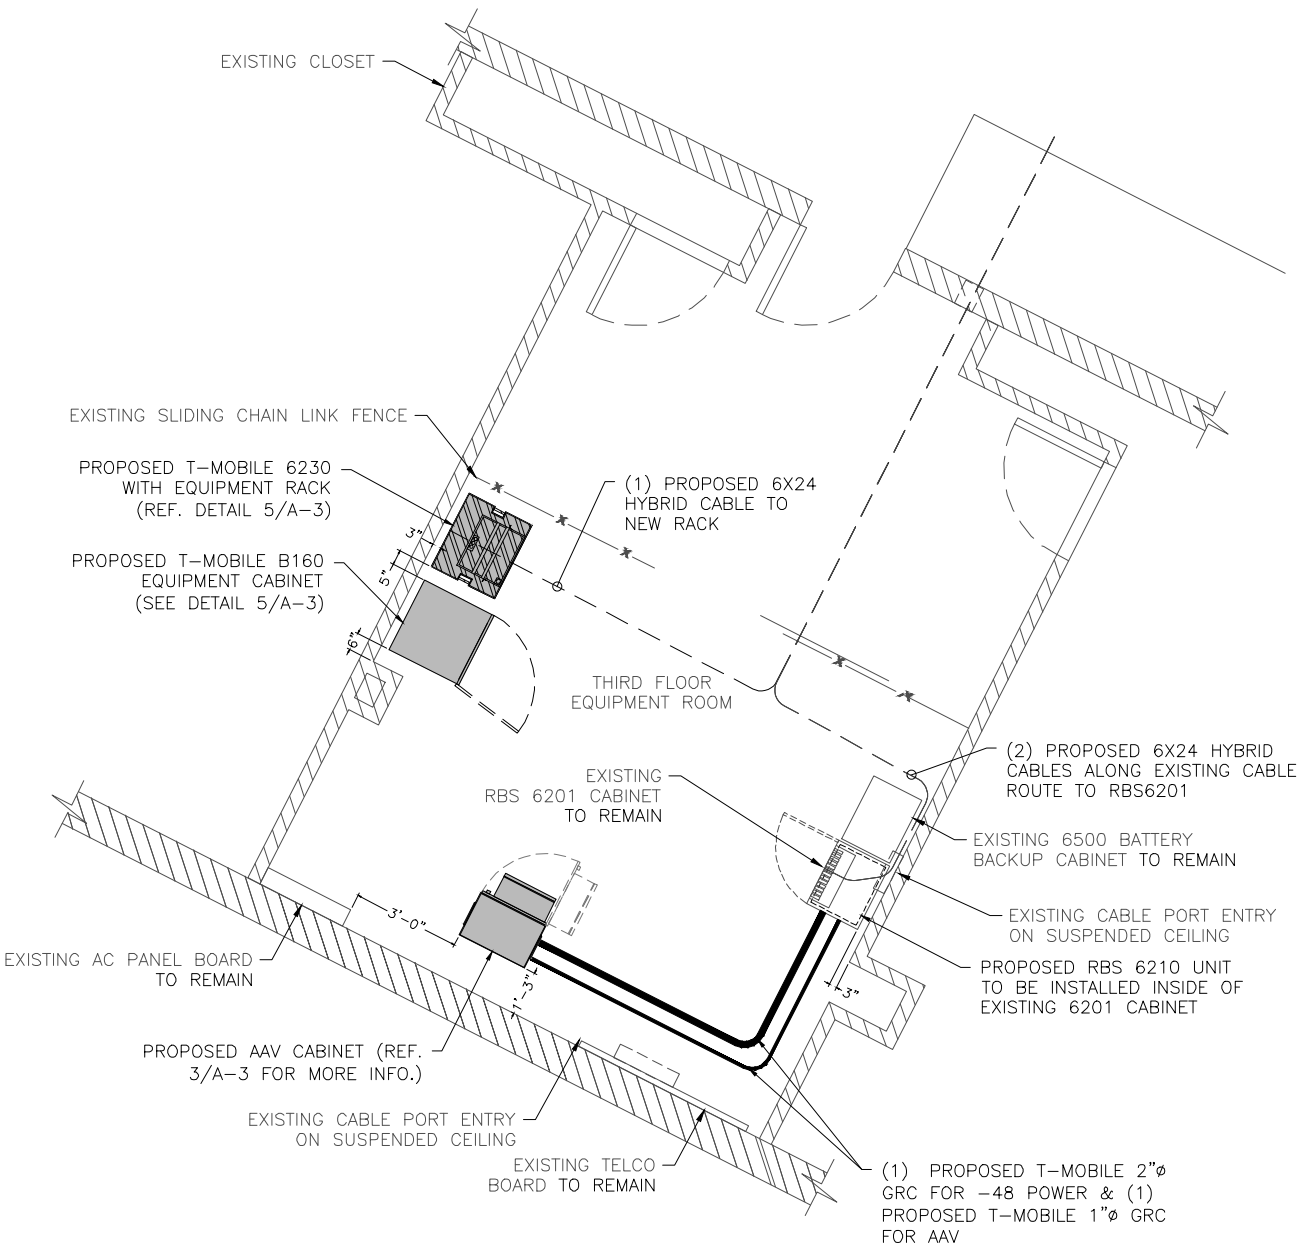 EXISTING CLOSET
EXISTING SLIDING CHAIN LINK FENCE
PROPOSED T-MOBILE 6230
WITH EQUIPMENT RACK
(REF. DETAIL 5/A-3)
(1) PROPOSED 6X24
HYBRID CABLE TO
NEW RACK
3"
PROPOSED T-MOBILE B160
EQUIPMENT CABINET
(SEE DETAIL 5/A-3)
5"
6"
THIRD FLOOR
EQUIPMENT ROOM
(2) PROPOSED 6X24 HYBRID
CABLES ALONG EXISTING CABLE
ROUTE TO RBS6201
EXISTING
RBS 6201 CABINET
TO REMAIN
EXISTING 6500 BATTERY
BACKUP CABINET TO REMAIN
3'-0"
EXISTING CABLE PORT ENTRY
ON SUSPENDED CEILING
EXISTING AC PANEL BOARD
TO REMAIN
PROPOSED RBS 6210 UNIT
TO BE INSTALLED INSIDE OF
EXISTING 6201 CABINET
1'-3"
3"
PROPOSED AAV CABINET (REF.
3/A-3 FOR MORE INFO.)
EXISTING CABLE PORT ENTRY
ON SUSPENDED CEILING
EXISTING TELCO
BOARD TO REMAIN
(1) PROPOSED T-MOBILE 2"ø
GRC FOR -48 POWER & (1)
PROPOSED T-MOBILE 1"ø GRC
FOR AAV